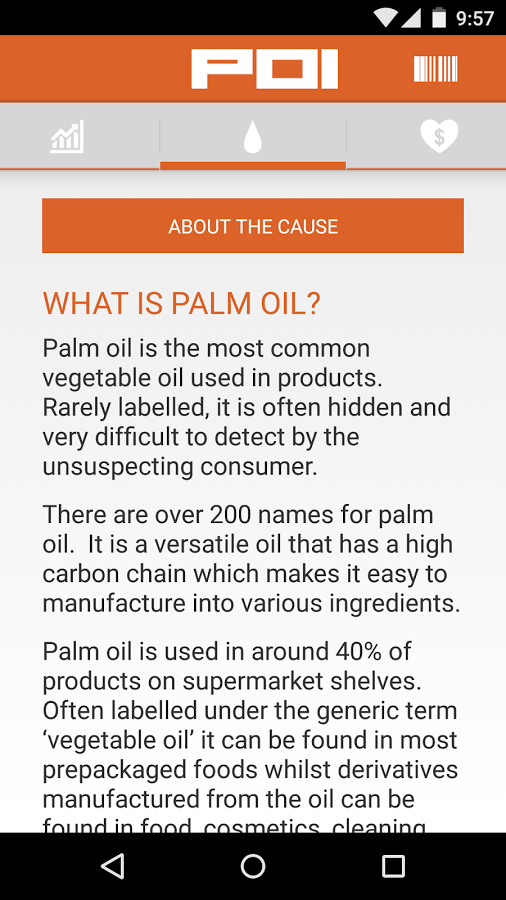 9:57
POI
$
ABOUT THE CAUSE
WHAT IS PALM OIL?
Palm oil is the most common
vegetable oil used in products.
Rarely labelled, it is often hidden and
very difficult to detect by the
unsuspecting consumer.
There are over 200 names for palm
oil.  It is a versatile oil that has a high
carbon chain which makes it easy to
manufacture into various ingredients.
Palm oil is used in around 40% of
products on supermarket shelves.
Often labelled under the generic term
‘vegetable oil’ it can be found in most
prepackaged foods whilst derivatives
manufactured from the oil can be
found in food, cosmetics, cleaning